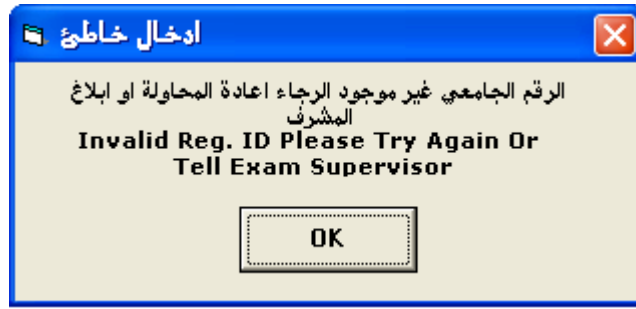 ادخال خاطئ
الرقم الجامعي غير موجود الرجاء اعادة المحاولة او ابلاغ
المشرف
Invalid Reg. ID Please Try Again Or
Tell Exam Supervisor
OK